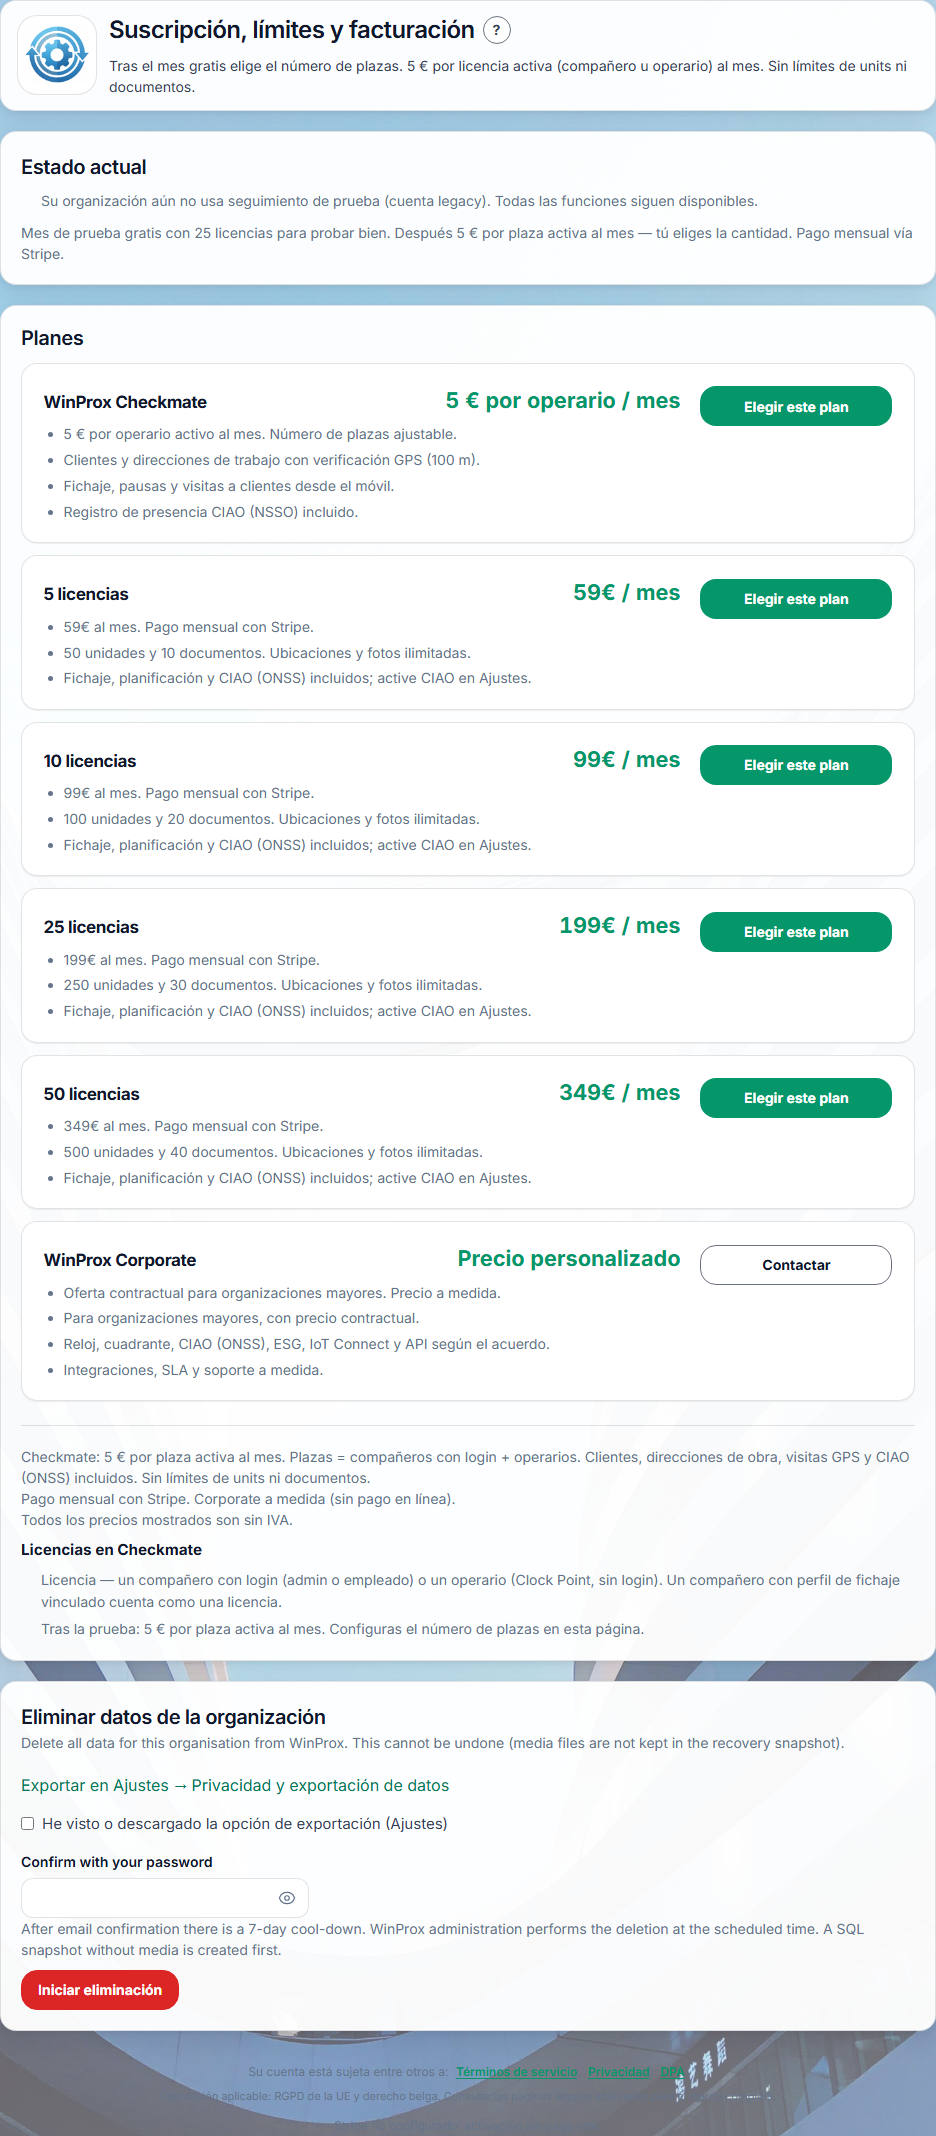 Suscripción, límites y facturación ?
Tras el mes gratis elige el número de plazas. 5 € por licencia activa (compañero u operario) al mes. Sin límites de units ni
documentos.
Estado actual
Su organización aún no usa seguimiento de prueba (cuenta legacy). Todas las funciones siguen disponibles.
Mes de prueba gratis con 25 licencias para probar bien. Después 5 € por plaza activa al mes — tú eliges la cantidad. Pago mensual vía
Stripe.
Planes
WinProx Checkmate 5 € por operario / mes Elegir este plan
• 5 € por operario activo al mes. Número de plazas ajustable.
• Clientes y direcciones de trabajo con verificación GPS (100 m).
• Fichaje, pausas y visitas a clientes desde el móvil.
• Registro de presencia CIAO (NSSO) incluido.
5 licencias 59€ / mes Elegir este plan
• 59€ al mes. Pago mensual con Stripe.
• 50 unidades y 10 documentos. Ubicaciones y fotos ilimitadas.
• Fichaje, planificación y CIAO (ONSS) incluidos; active CIAO en Ajustes.
10 licencias 99€ / mes Elegir este plan
• 99€ al mes. Pago mensual con Stripe.
• 100 unidades y 20 documentos. Ubicaciones y fotos ilimitadas.
• Fichaje, planificación y CIAO (ONSS) incluidos; active CIAO en Ajustes.
25 licencias 199€ / mes Elegir este plan
• 199€ al mes. Pago mensual con Stripe.
• 250 unidades y 30 documentos. Ubicaciones y fotos ilimitadas.
• Fichaje, planificación y CIAO (ONSS) incluidos; active CIAO en Ajustes.
50 licencias 349€ / mes Elegir este plan
• 349€ al mes. Pago mensual con Stripe.
• 500 unidades y 40 documentos. Ubicaciones y fotos ilimitadas.
• Fichaje, planificación y CIAO (ONSS) incluidos; active CIAO en Ajustes.
WinProx Corporate Precio personalizado Contactar
• Oferta contractual para organizaciones mayores. Precio a medida.
• Para organizaciones mayores, con precio contractual.
• Reloj, cuadrante, CIAO (ONSS), ESG, IoT Connect y API según el acuerdo.
• Integraciones, SLA y soporte a medida.
Checkmate: 5 € por plaza activa al mes. Plazas = compañeros con login + operarios. Clientes, direcciones de obra, visitas GPS y CIAO
(ONSS) incluidos. Sin límites de units ni documentos.
Pago mensual con Stripe. Corporate a medida (sin pago en línea).
Todos los precios mostrados son sin IVA.
Licencias en Checkmate
Licencia — un compañero con login (admin o empleado) o un operario (Clock Point, sin login). Un compañero con perfil de fichaje
vinculado cuenta como una licencia.
Tras la prueba: 5 € por plaza activa al mes. Configuras el número de plazas en esta página.
Eliminar datos de la organización
Delete all data for this organisation from WinProx. This cannot be undone (media files are not kept in the recovery snapshot).
Exportar en Ajustes → Privacidad y exportación de datos
He visto o descargado la opción de exportación (Ajustes)
Confirm with your password
After email confirmation there is a 7-day cool-down. WinProx administration performs the deletion at the scheduled time. A SQL
snapshot without media is created first.
Iniciar eliminación
Su cuenta está sujeta entre otros a: Términos de servicio Privacidad DPA
aplicable: RGPD de la UE y derecho belga.
艺舞蹈